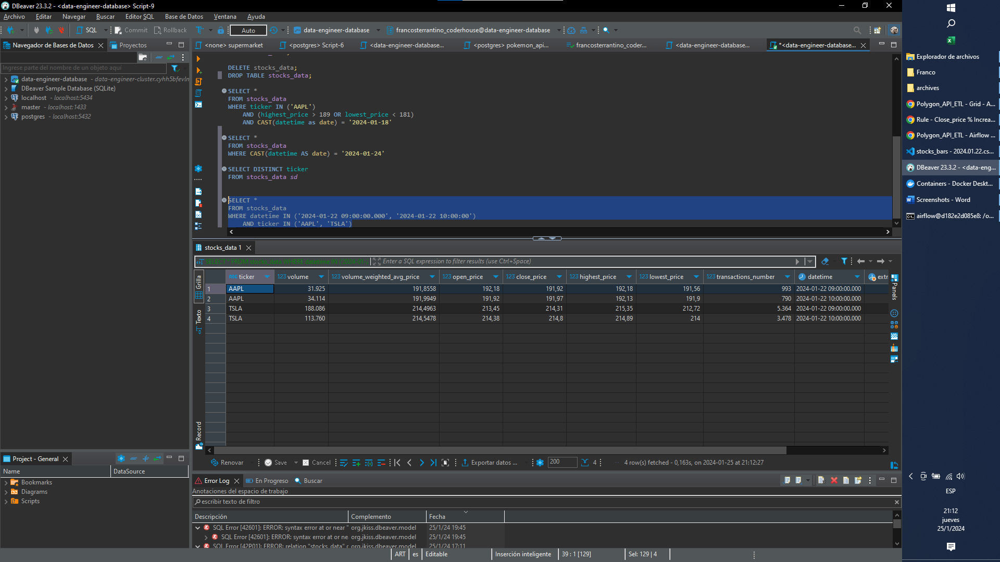 DBeaver 23.3.2 - <data-engineer-database> Script-9
Archivo Editar Navegar Buscar Editor SQL Base de Datos Ventana Ayuda
SQL Commit Rollback Auto data-engineer-database francosterrantino_coderhouse@data-engineer-database
Navegador de Bases de Datos Proyectos
Ingrese parte del nombre de un objeto aquí
data-engineer-database - data-engineer-cluster.cyhh5bfevln
DBeaver Sample Database (SQLite)
localhost - localhost:5434
master - localhost:1433
postgres - localhost:5432
<none> supermarket <postgres> Script-6 <data-engineer-database... <postgres> pokemon_api... francosterrantino_coder... <data-engineer-database... *<data-engineer-database...
DELETE stocks_data;
DROP TABLE stocks_data;
SELECT *
FROM stocks_data
WHERE ticker IN ('AAPL')
AND (highest_price > 189 OR lowest_price < 181)
AND CAST(datetime as date) = '2024-01-18'
SELECT *
FROM stocks_data
WHERE CAST(datetime AS date) = '2024-01-24'
SELECT DISTINCT ticker
FROM stocks_data sd
SELECT *
FROM stocks_data
WHERE datetime IN ('2024-01-22 09:00:00.000', '2024-01-22 10:00:00')
AND ticker IN ('AAPL', 'TSLA')
stocks_data 1
SELECT * FROM stocks_data WHERE datetime IN ('2024-01- Enter a SQL expression to filter results (use Ctrl+Space)
Grilla
Texto
Record
Panels
ticker volume volume_weighted_avg_price open_price close_price highest_price lowest_price transactions_number datetime extr
1 AAPL 31.925 191,8558 192,18 191,92 192,18 191,56 993 2024-01-22 09:00:00.000
2 AAPL 34.114 191,9949 191,92 191,97 192,13 191,9 790 2024-01-22 10:00:00.000
3 TSLA 188.086 214,4963 213,45 214,31 215,35 212,72 5.364 2024-01-22 09:00:00.000
4 TSLA 113.760 214,5478 214,38 214,8 214,89 214 3.478 2024-01-22 10:00:00.000
Renovar Save Cancel Exportar datos ... 200 4 4 row(s) fetched - 0,163s, on 2024-01-25 at 21:12:27
Project - General
Name DataSource
Bookmarks
Diagrams
Scripts
Error Log En Progreso Buscar
Anotaciones del espacio de trabajo
escribir texto de filtro
Descripción Complemento Fecha
SQL Error [42601]: ERROR: syntax error at or near " org.jkiss.dbeaver.model 25/1/24 19:45
SQL Error [42601]: ERROR: syntax error at or ne org.jkiss.dbeaver.model 25/1/24 19:45
SQL Error [42P01]: ERROR: relation "stocks_data" c org.jkiss.dbeaver.model 25/1/24 17:11
ART es Editable Inserción inteligente 39 : 1 [129] Sel: 129 | 4
Explorador de archivos
Franco
archives
Polygon_API_ETL - Grid - A...
Rule - Close_price % Increa...
Polygon_API_ETL - Airflow ...
stocks_bars - 2024.01.22.cs...
DBeaver 23.3.2 - <data-eng...
Containers - Docker Deskt...
Screenshots - Word
airflow@d182e2d085e8: /o...
ESP
21:12
jueves
25/1/2024